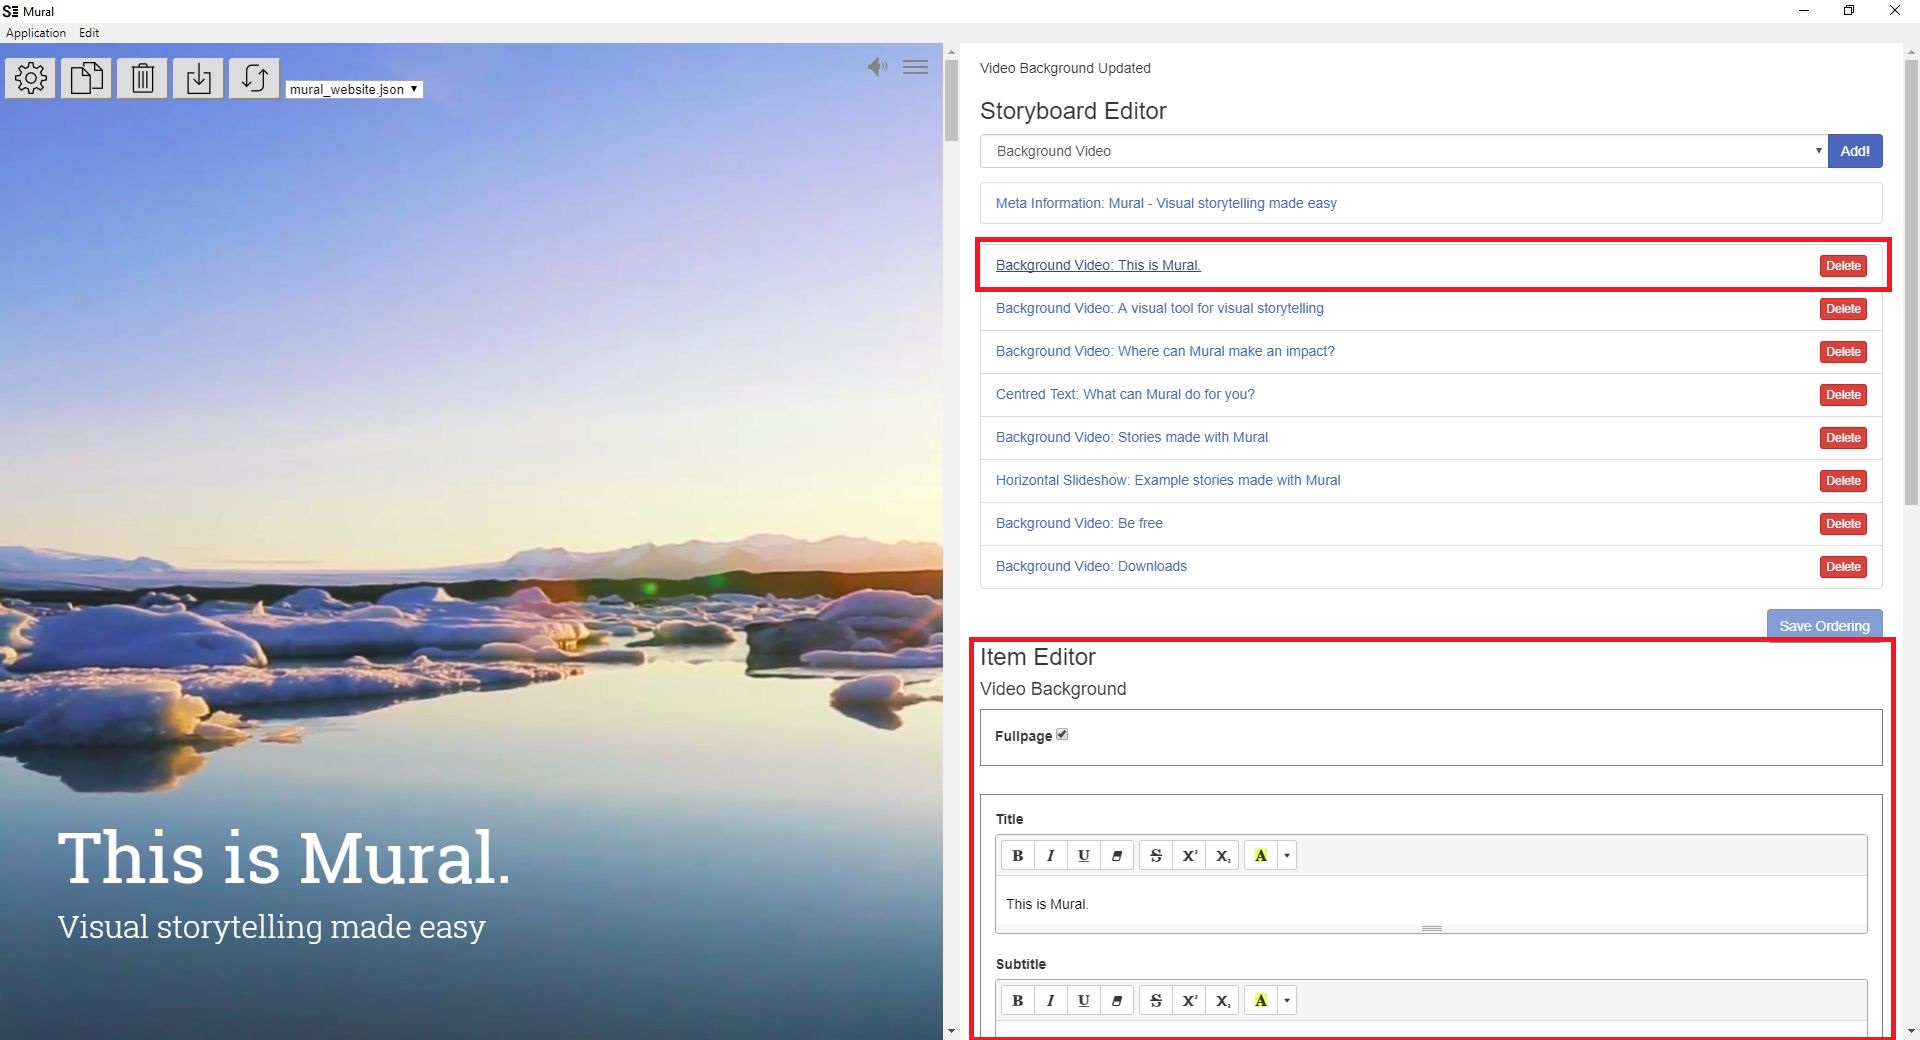 Mural
Application Edit
mural_website.json
This is Mural.
Visual storytelling made easy
Video Background Updated
Storyboard Editor
Background Video
Add!
Meta Information: Mural - Visual storytelling made easy
Background Video: This is Mural. Delete
Background Video: A visual tool for visual storytelling Delete
Background Video: Where can Mural make an impact? Delete
Centred Text: What can Mural do for you? Delete
Background Video: Stories made with Mural Delete
Horizontal Slideshow: Example stories made with Mural Delete
Background Video: Be free Delete
Background Video: Downloads Delete
Save Ordering
Item Editor
Video Background
Fullpage
Title
B I U S X² X₂ A
This is Mural.
Subtitle
B I U S X² X₂ A